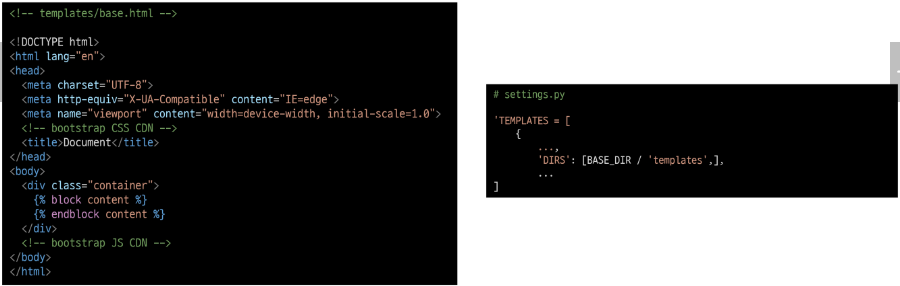 <!-- templates/base.html -->
<!DOCTYPE html>
<html lang="en">
<head>
<meta charset="UTF-8">
<meta http-equiv="X-UA-Compatible" content="IE=edge">
<meta name="viewport" content="width=device-width, initial-scale=1.0">
<!-- bootstrap CSS CDN -->
<title>Document</title>
</head>
<body>
<div class="container">
{% block content %}
{% endblock content %}
</div>
<!-- bootstrap JS CDN -->
</body>
</html>
# settings.py
'TEMPLATES = [
{
...,
'DIRS': [BASE_DIR / 'templates',],
...
]